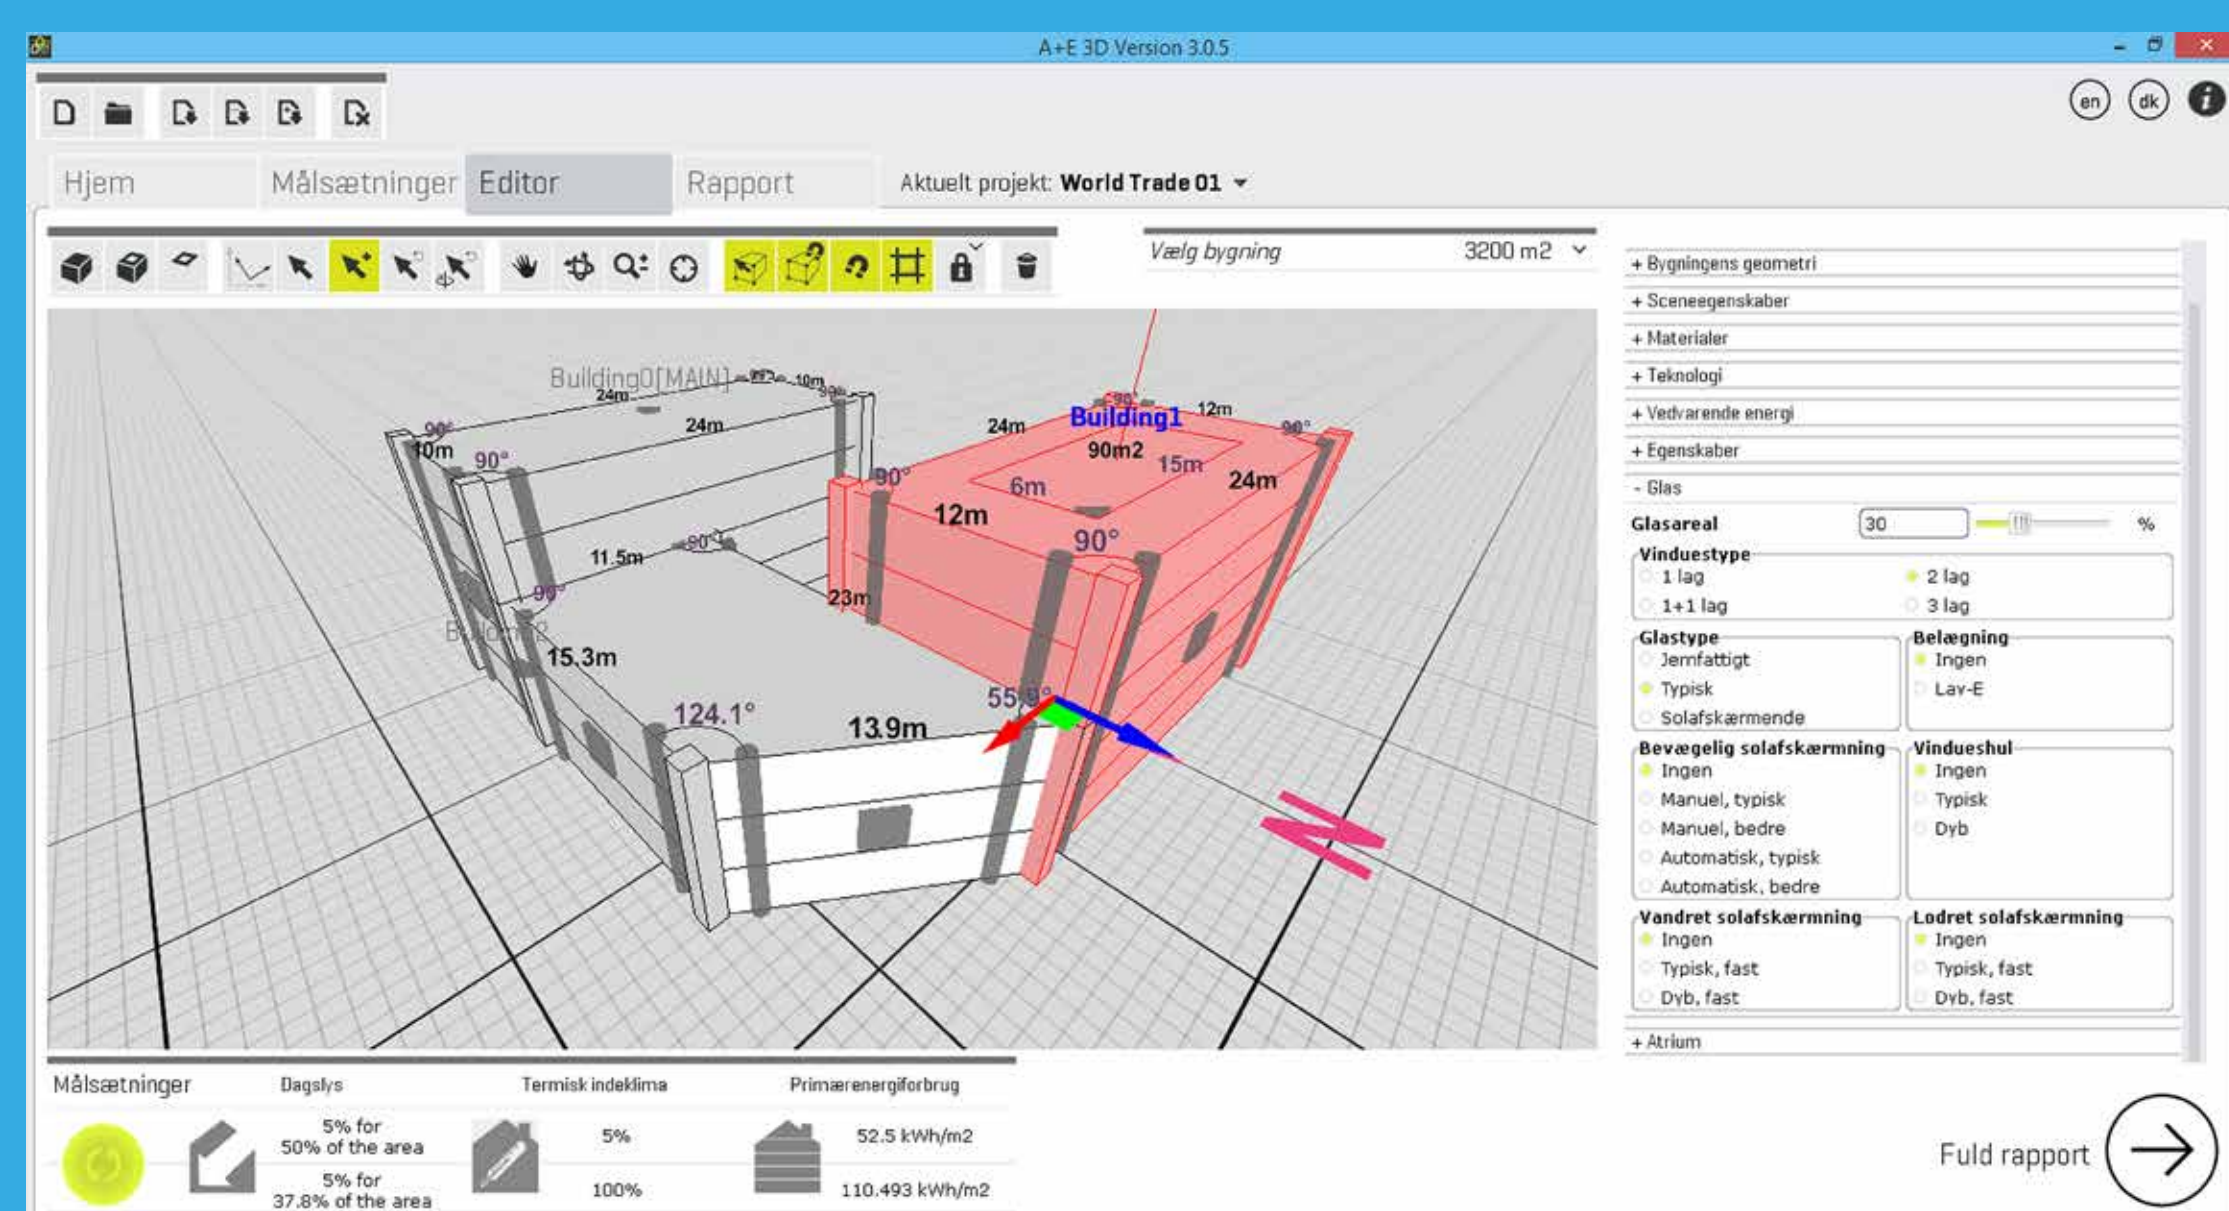 A+E 3D Version 3.0.5
en dk i
Hjem Målsætninger Editor Rapport Aktuelt projekt: World Trade 01
Vælg bygning 3200 m2
Building0[MAIN]
24m
10m
90°
24m
90°
10m
90°
11.5m
90°
90°
15.3m
124.1°
13.9m
23m
90°
24m
90°
Building1
12m
90°
90m2
15m
6m
24m
12m
90°
+ Bygningens geometri
+ Sceneegenskaber
+ Materialer
+ Teknologi
+ Vedvarende energi
+ Egenskaber
- Glas
Glasareal 30 %
Vinduestype
1 lag 2 lag
1+1 lag 3 lag
Glastype Belægning
Jernfattigt Ingen
Typisk Lav-E
Solafskærmende
Bevægelig solafskærmning Vindueshul
Ingen Ingen
Manuel, typisk Typisk
Manuel, bedre Dyb
Automatisk, typisk
Automatisk, bedre
Vandret solafskærmning Lodret solafskærmning
Ingen Ingen
Typisk, fast Typisk, fast
Dyb, fast Dyb, fast
+ Atrium
Målsætninger Dagslys Termisk indeklima Primærenergiforbrug
5% for
50% of the area 5% 52.5 kWh/m2
5% for
37.8% of the area 100% 110.493 kWh/m2
Fuld rapport